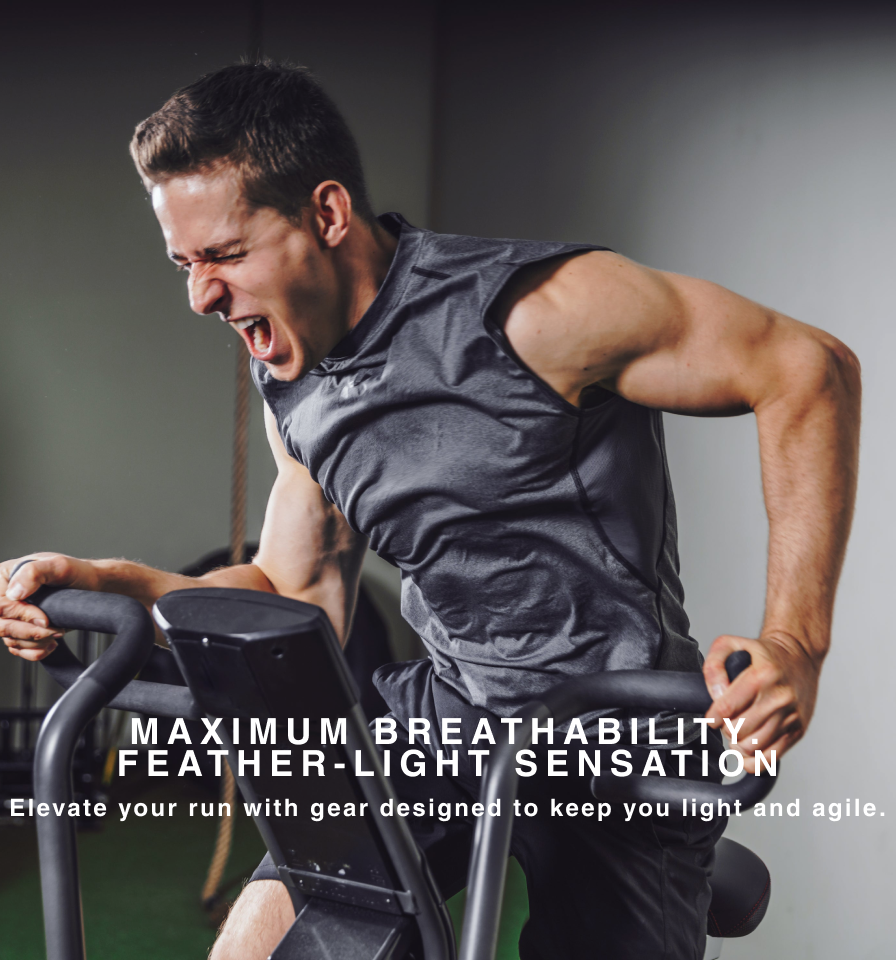 MAXIMUM BREATHABILITY.
FEATHER-LIGHT SENSATION
Elevate your run with gear designed to keep you light and agile.